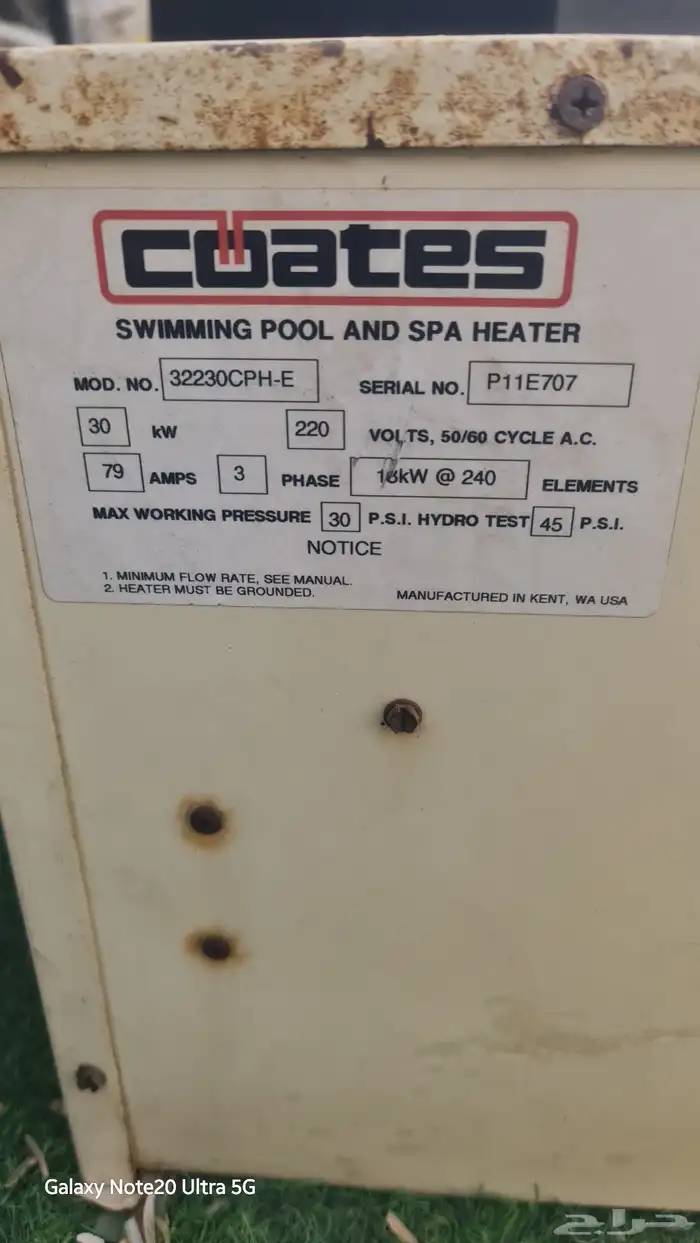 cöates
SWIMMING POOL AND SPA HEATER
MOD. NO. 32230CPH-E SERIAL NO. P11E707
30 kW 220 VOLTS, 50/60 CYCLE A.C.
79 AMPS 3 PHASE 18kW @ 240 ELEMENTS
MAX WORKING PRESSURE 30 P.S.I. HYDRO TEST 45 P.S.I.
NOTICE
1. MINIMUM FLOW RATE, SEE MANUAL.
2. HEATER MUST BE GROUNDED. MANUFACTURED IN KENT, WA USA
Galaxy Note20 Ultra 5G
حراج